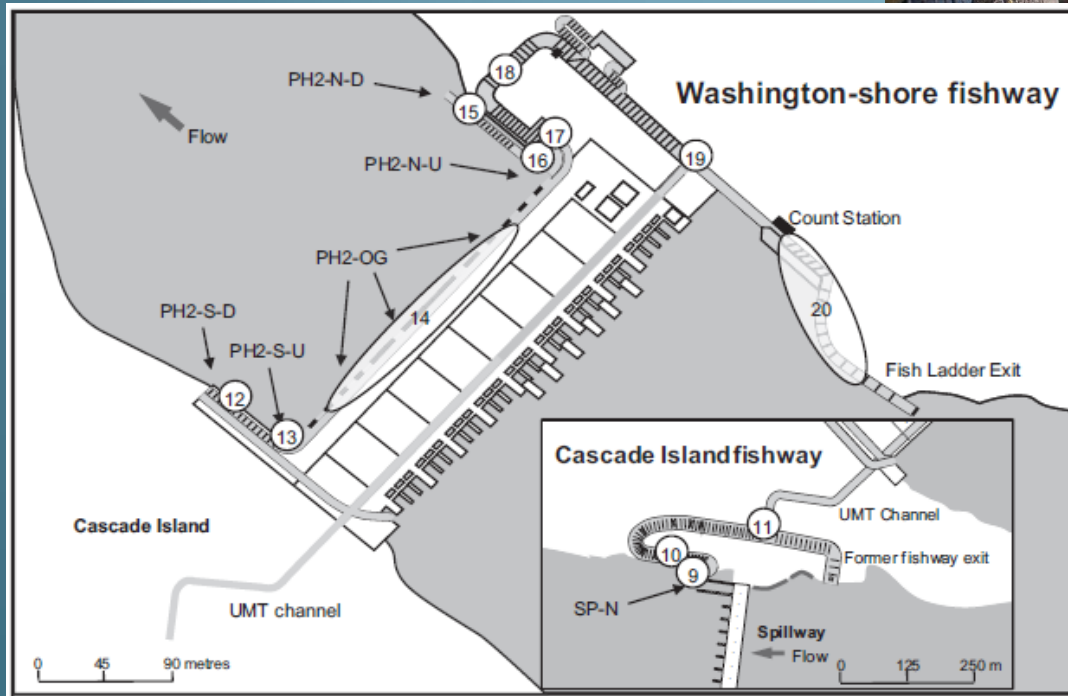 Washington-shore fishway
PH2-N-D
18
15
Flow
17
16
PH2-N-U
19
Count Station
PH2-OG
14
20
PH2-S-D
PH2-S-U
12
13
Fish Ladder Exit
Cascade Island
UMT channel
0 45 90 metres
Cascade Islandfishway
UMT Channel
11
10
9
Former fishway exit
SP-N
Spillway
Flow
0 125 250 m